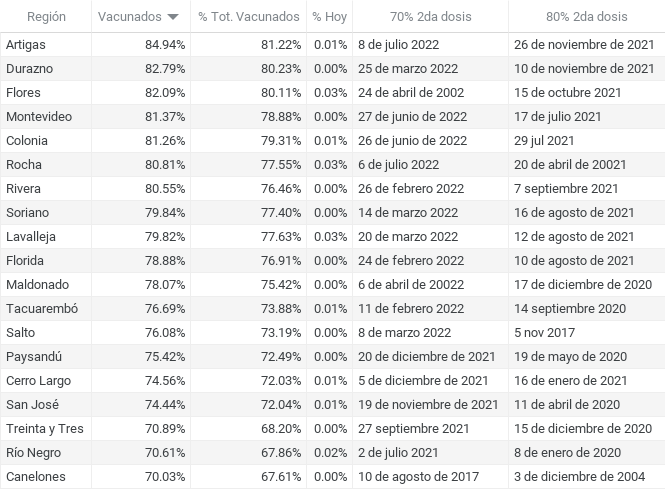 Región Vacunados % Tot. Vacunados % Hoy 70% 2da dosis 80% 2da dosis
Artigas 84.94% 81.22% 0.01% 8 de julio 2022 26 de noviembre de 2021
Durazno 82.79% 80.23% 0.00% 25 de marzo 2022 10 de noviembre de 2021
Flores 82.09% 80.11% 0.03% 24 de abril de 2002 15 de octubre 2021
Montevideo 81.37% 78.88% 0.00% 27 de junio de 2022 17 de julio 2021
Colonia 81.26% 79.31% 0.01% 26 de junio de 2022 29 jul 2021
Rocha 80.81% 77.55% 0.03% 6 de julio 2022 20 de abril de 20021
Rivera 80.55% 76.46% 0.00% 26 de febrero 2022 7 septiembre 2021
Soriano 79.84% 77.40% 0.00% 14 de marzo 2022 16 de agosto de 2021
Lavalleja 79.82% 77.63% 0.03% 20 de marzo 2022 12 de agosto de 2021
Florida 78.88% 76.91% 0.00% 24 de febrero 2022 10 de agosto de 2021
Maldonado 78.07% 75.42% 0.00% 6 de abril de 20022 17 de diciembre de 2020
Tacuarembó 76.69% 73.88% 0.01% 11 de febrero 2022 14 septiembre 2020
Salto 76.08% 73.19% 0.00% 8 de marzo 2022 5 nov 2017
Paysandú 75.42% 72.49% 0.00% 20 de diciembre de 2021 19 de mayo de 2020
Cerro Largo 74.56% 72.03% 0.01% 5 de diciembre de 2021 16 de enero de 2021
San José 74.44% 72.04% 0.01% 19 de noviembre de 2021 11 de abril de 2020
Treinta y Tres 70.89% 68.20% 0.00% 27 septiembre 2021 15 de diciembre de 2020
Río Negro 70.61% 67.86% 0.02% 2 de julio 2021 8 de enero de 2020
Canelones 70.03% 67.61% 0.00% 10 de agosto de 2017 3 de diciembre de 2004